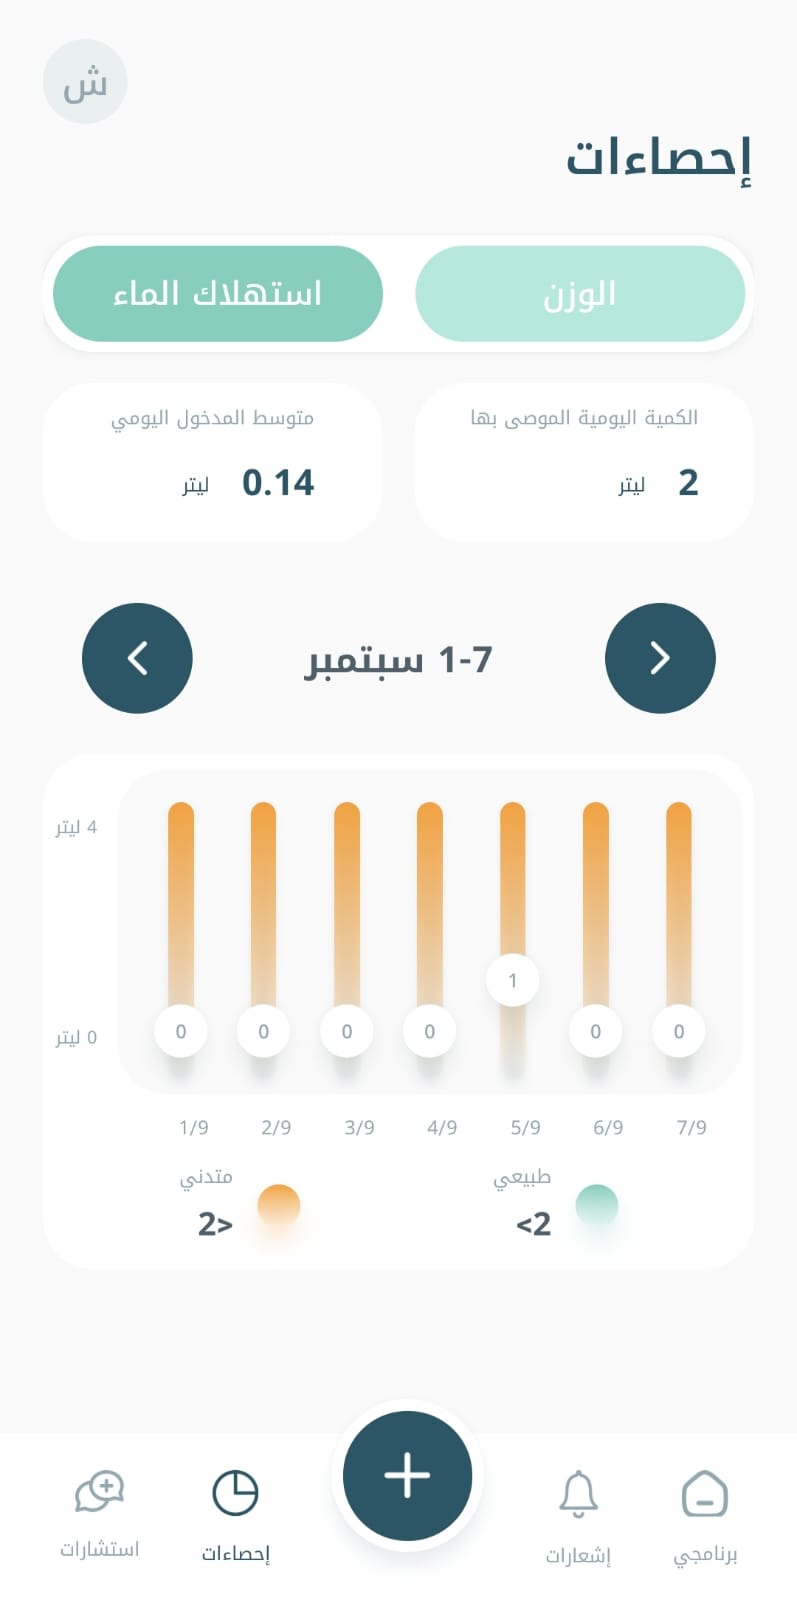 ش
إحصاءات
الوزن
استهلاك الماء
الكمية اليومية الموصى بها
2 ليتر
متوسط المدخول اليومي
0.14 ليتر
1-7 سبتمبر
4 ليتر
0 ليتر
0 0 0 0 1 0 0
1/9 2/9 3/9 4/9 5/9 6/9 7/9
طبيعي
<2
متدني
2>
برنامجي
إشعارات
إحصاءات
استشارات